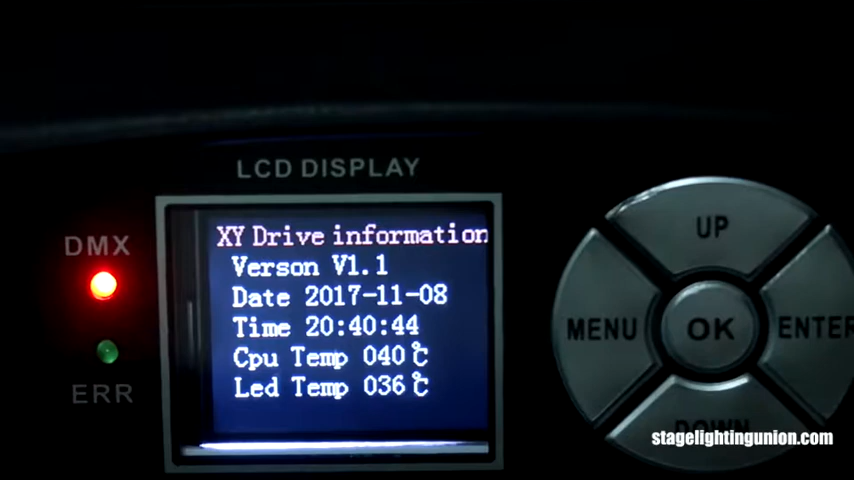 LCD DISPLAY
DMX
ERR
XY Drive information
Verson V1.1
Date 2017-11-08
Time 20:40:44
Cpu Temp 040℃
Led Temp 036℃
UP
MENU
OK
ENTER
DOWN
stagelightingunion.com